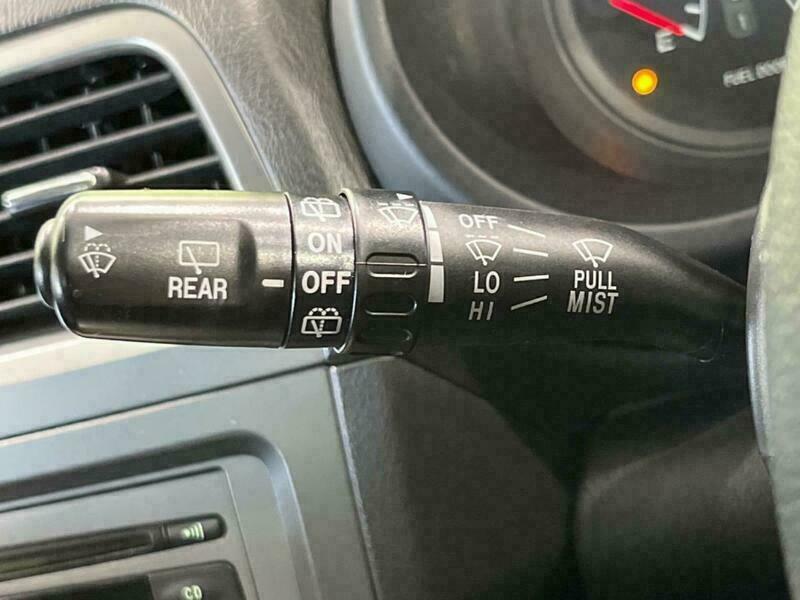 E
FUEL DOOR
OFF
LO
HI
PULL
MIST
ON
OFF
REAR
CD